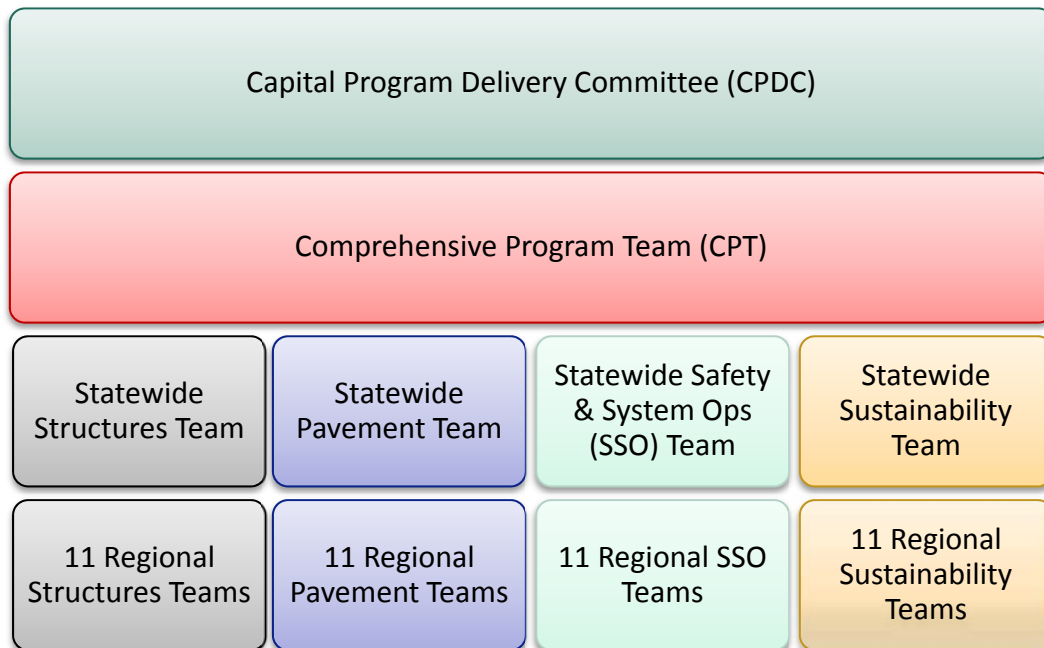 Capital Program Delivery Committee (CPDC)
Comprehensive Program Team (CPT)
Statewide
Structures Team
Statewide
Pavement Team
Statewide Safety
& System Ops
(SSO) Team
Statewide
Sustainability
Team
11 Regional
Structures Teams
11 Regional
Pavement Teams
11 Regional SSO
Teams
11 Regional
Sustainability
Teams